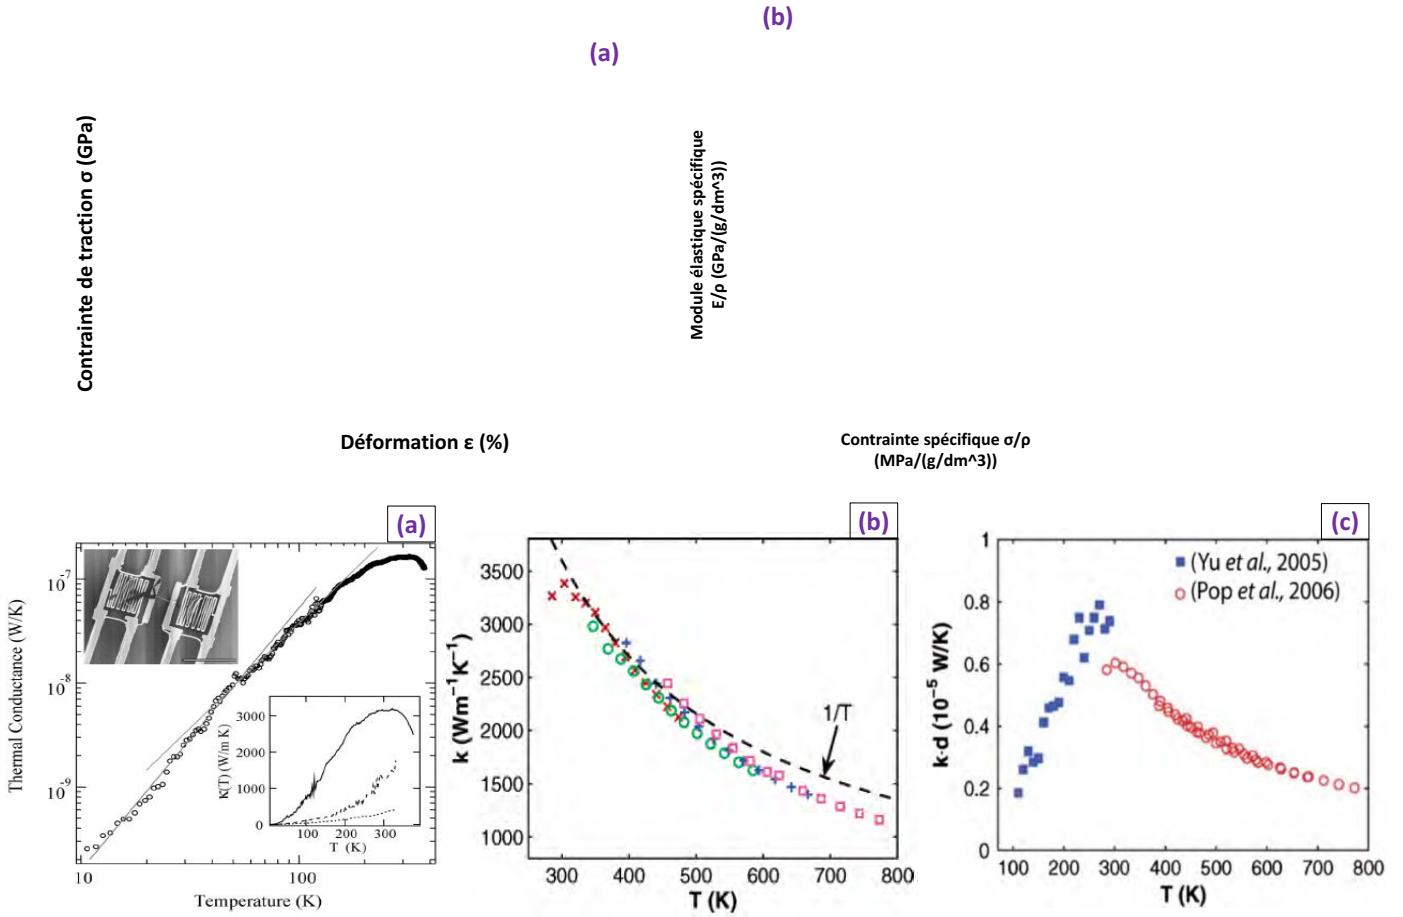 (b)
(a)
Contrainte de traction σ (GPa)
Module élastique spécifique
E/ρ (GPa/(g/dm^3))
Déformation ε (%)
Contrainte spécifique σ/ρ
(MPa/(g/dm^3))
(a)
10^-7
10^-8
10^-9
Thermal Conductance (W/K)
3000
2000
1000
0
K(T) (W/m K)
100 200 300
T (K)
10 100
Temperature (K)
(b)
3500
3000
2500
2000
1500
1000
k (Wm⁻¹K⁻¹)
1/T
300 400 500 600 700 800
T (K)
(c)
1
0.8
0.6
0.4
0.2
0
k·d (10⁻⁵ W/K)
(Yu et al., 2005)
(Pop et al., 2006)
100 200 300 400 500 600 700 800
T (K)